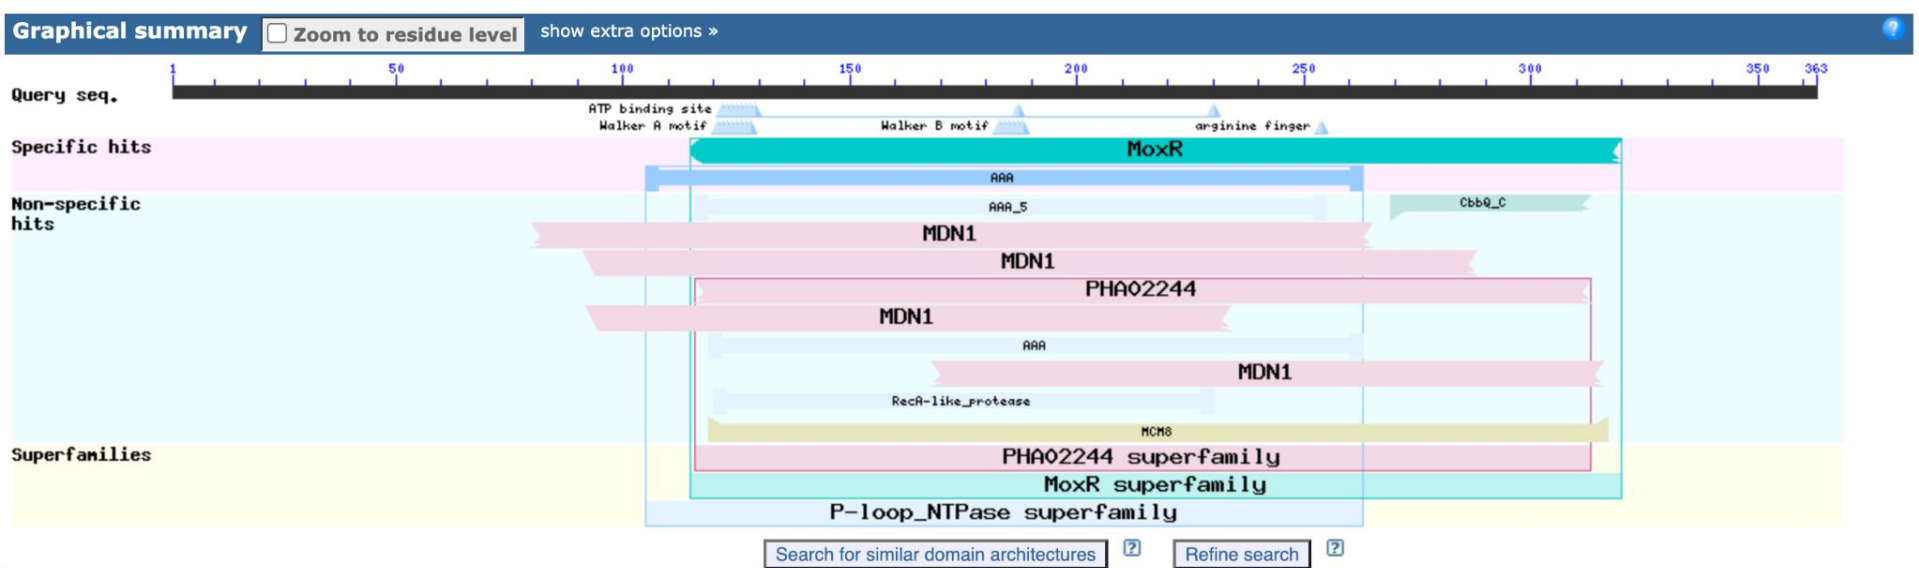 Graphical summary Zoom to residue level show extra options » ?
1 50 100 150 200 250 300 350 363
Query seq.
ATP binding site
Walker A motif Walker B motif arginine finger
Specific hits MoxR
AAA
Non-specific hits AAA_5 CbbQ_C
MDN1
MDN1
PHA02244
MDN1
AAA
MDN1
RecA-like_protease
MCM8
Superfamilies PHA02244 superfamily
MoxR superfamily
P-loop_NTPase superfamily
Search for similar domain architectures ? Refine search ?